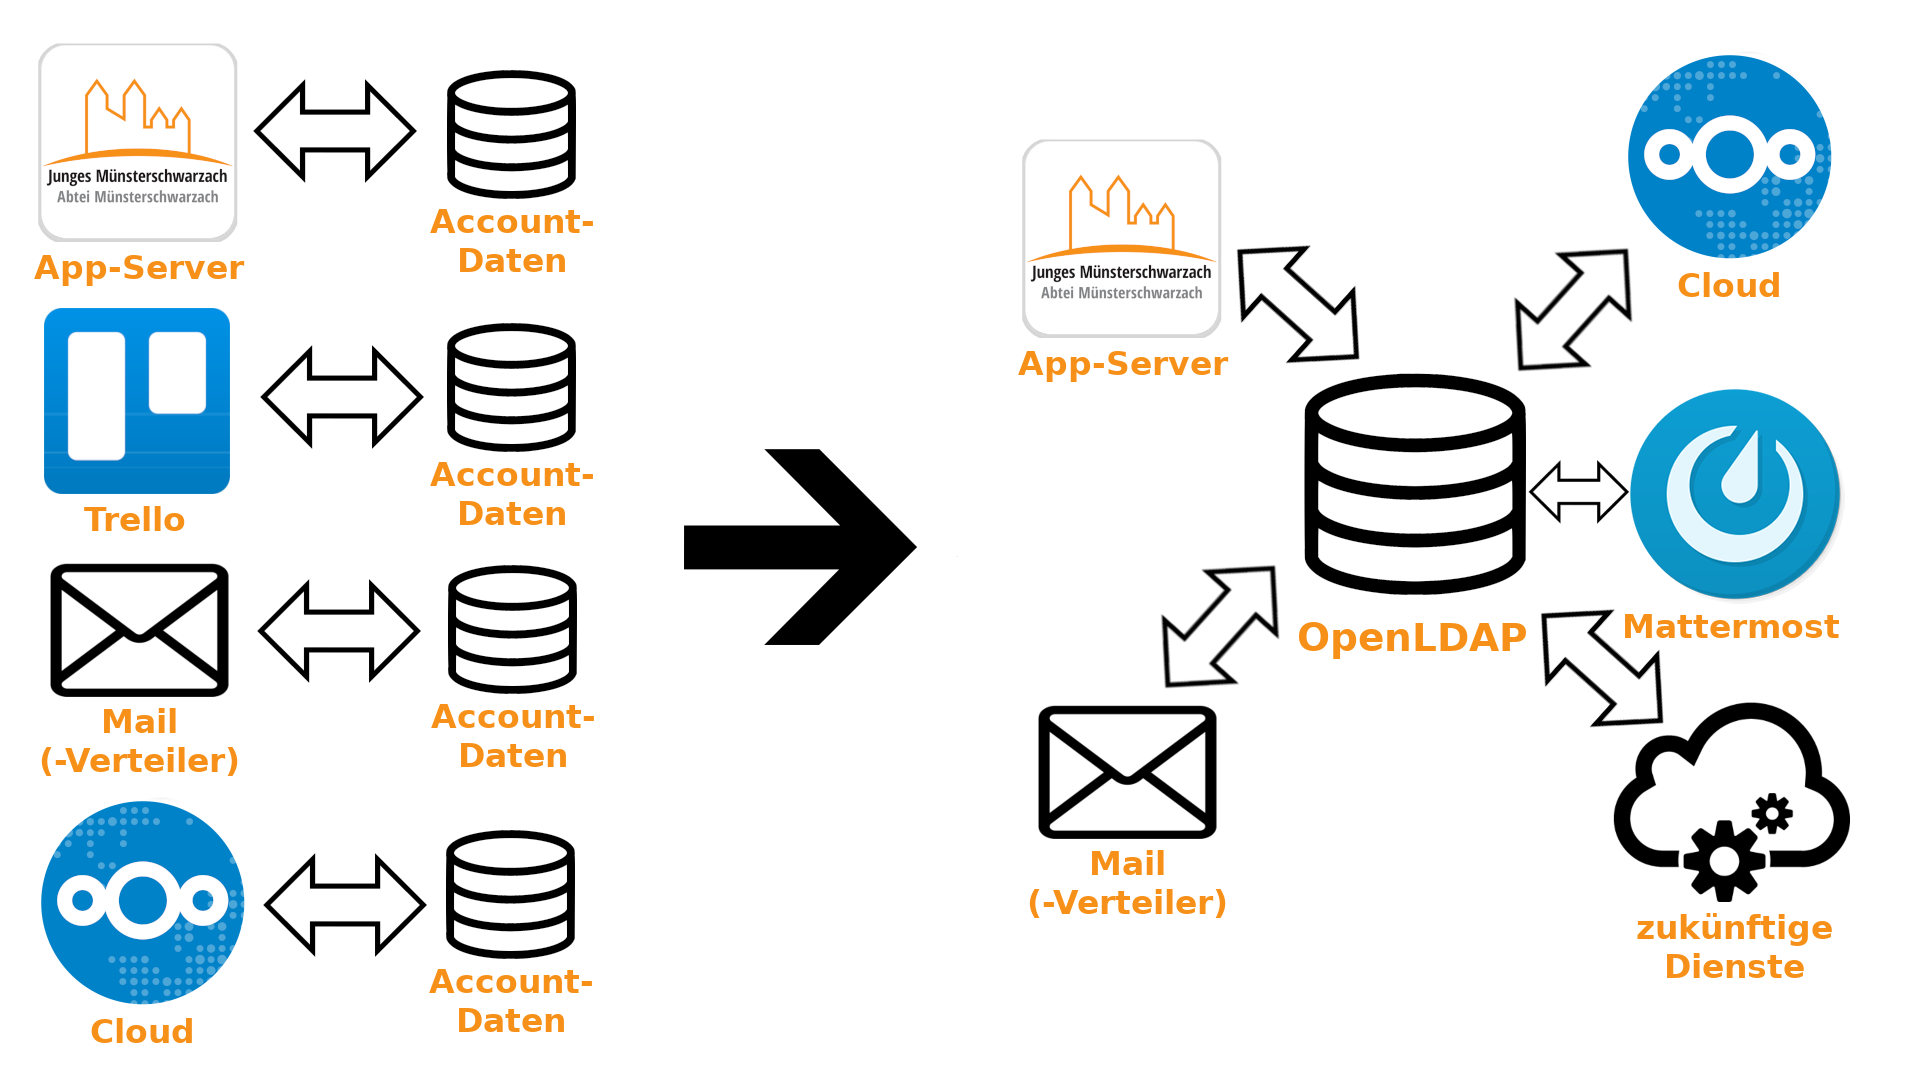 Junges Münsterschwarzach
Abtei Münsterschwarzach
App-Server
Account-
Daten
Trello
Account-
Daten
Mail
(-Verteiler)
Account-
Daten
Cloud
Account-
Daten
Junges Münsterschwarzach
Abtei Münsterschwarzach
App-Server
Cloud
OpenLDAP
Mattermost
Mail
(-Verteiler)
zukünftige
Dienste